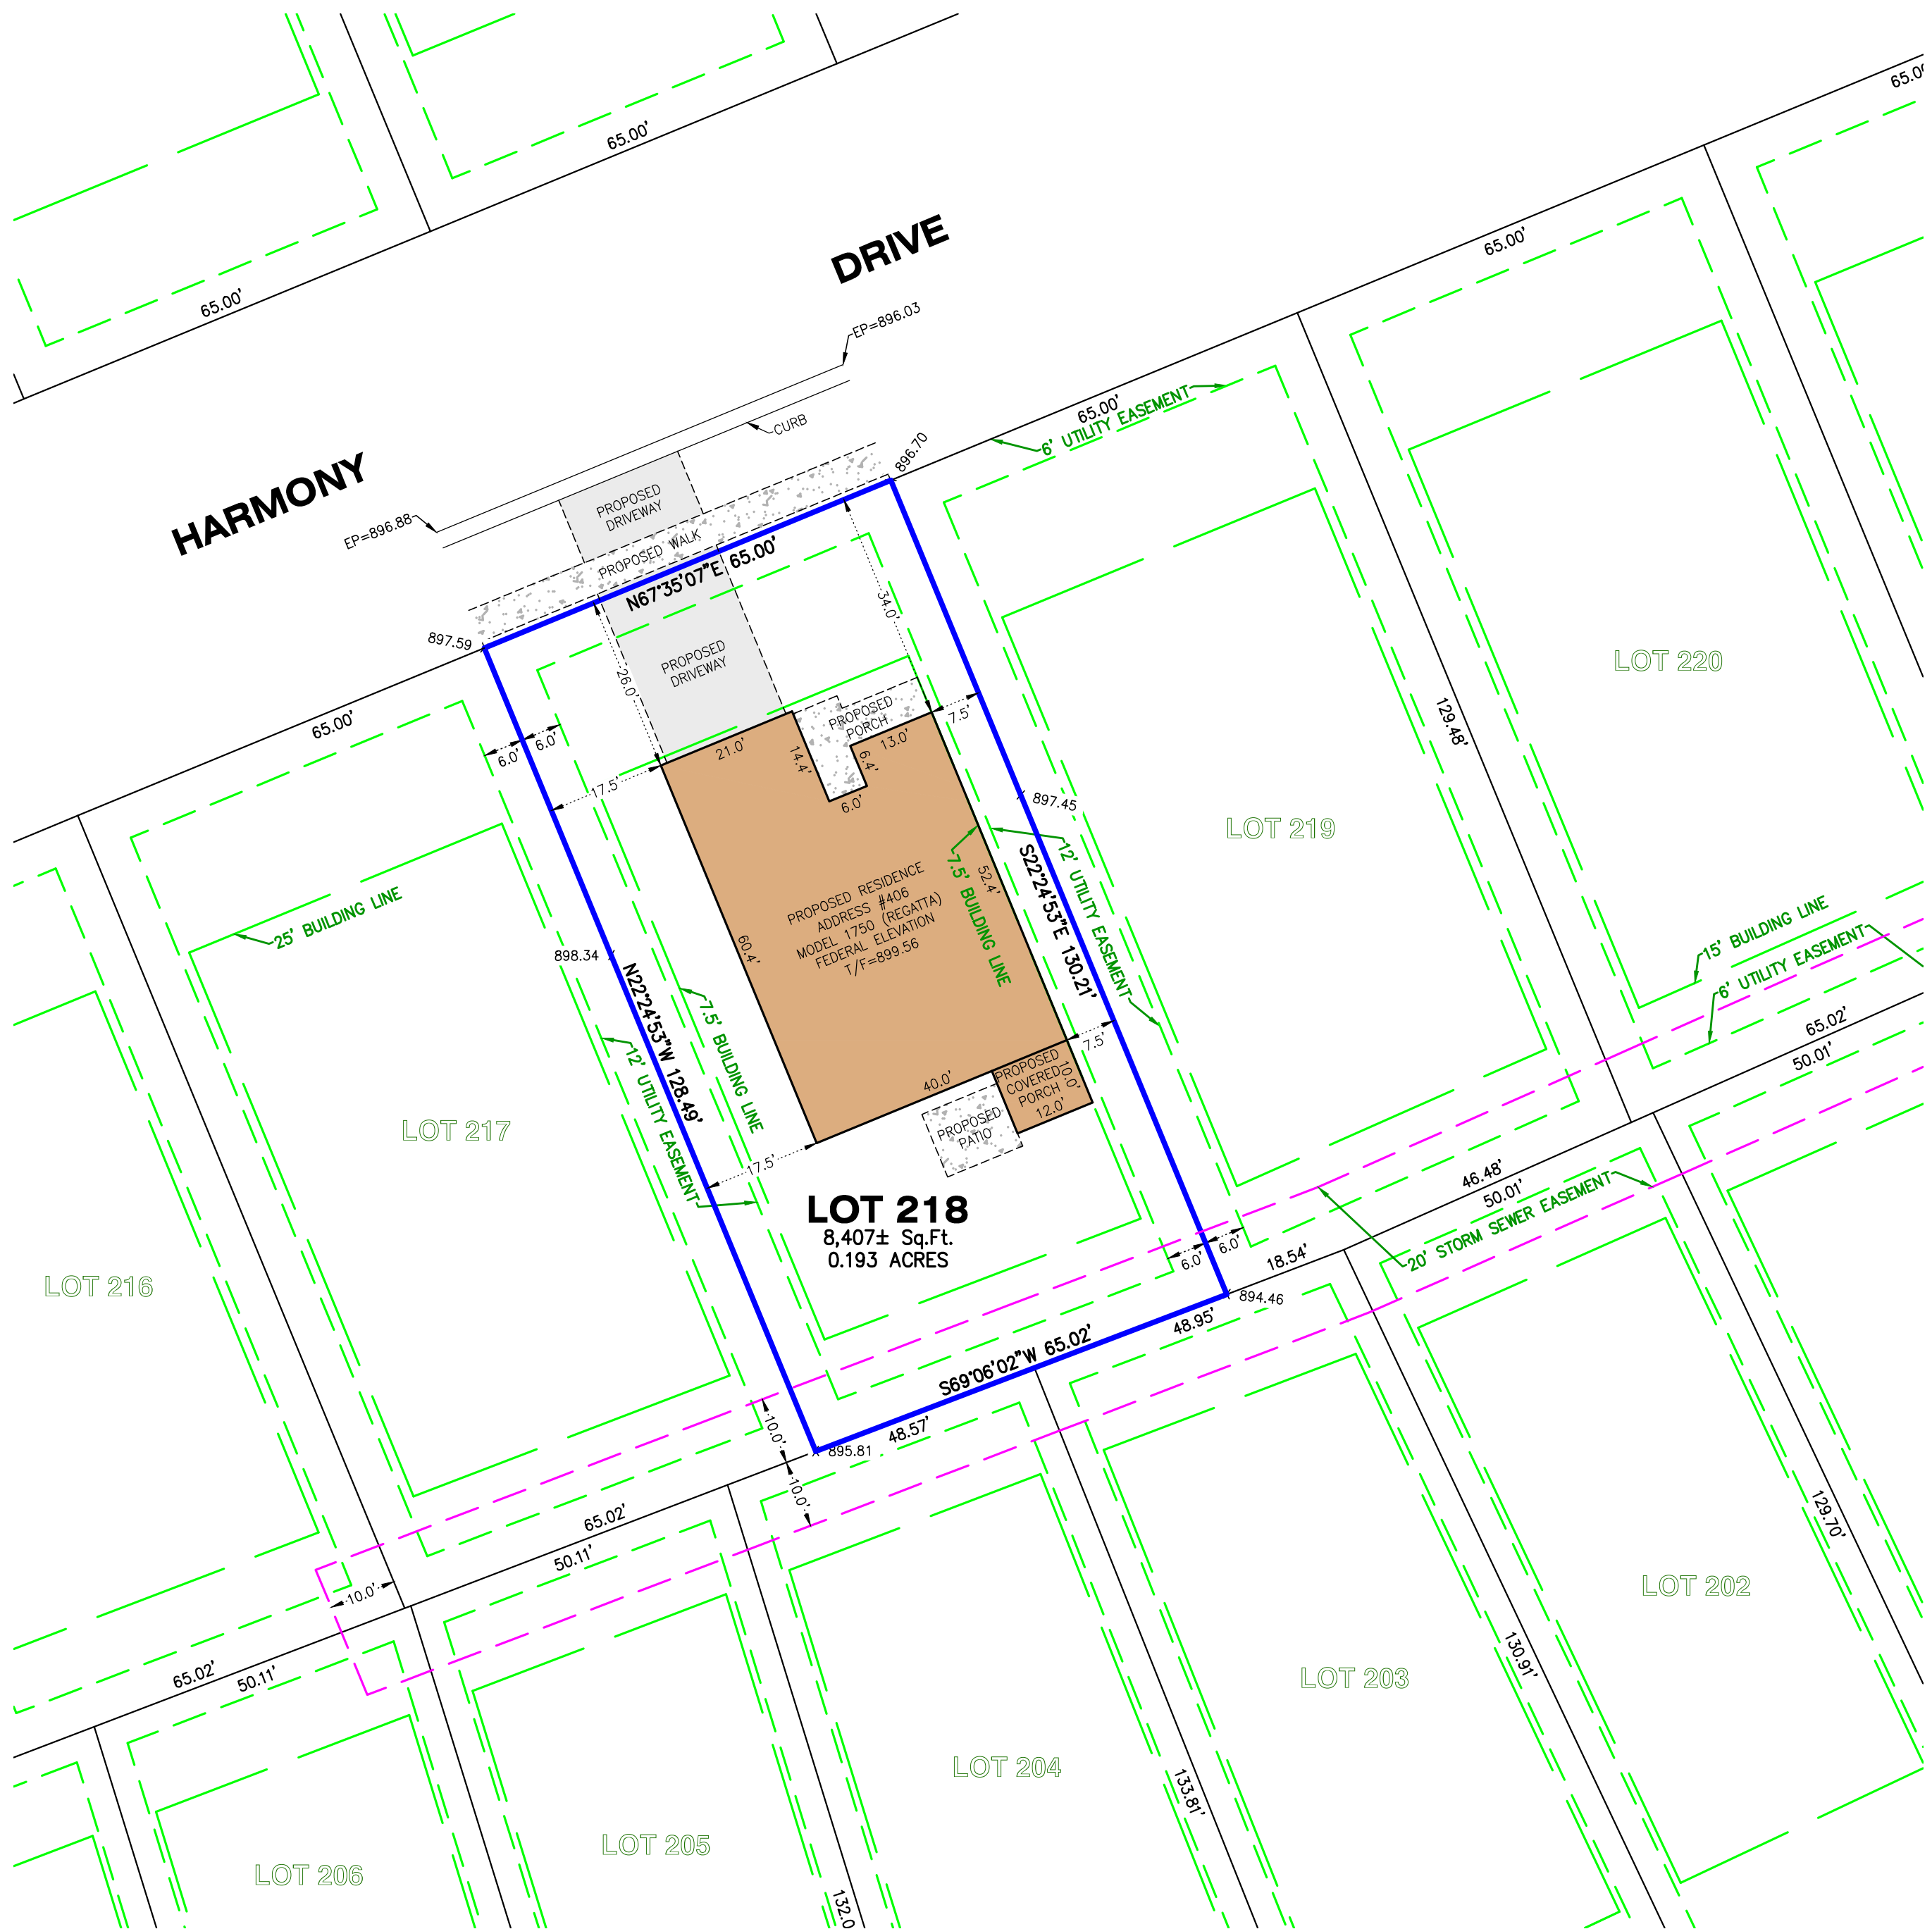 65.00'
65.00'
65.0
DRIVE
65.00'
65.00'
EP=896.03
HARMONY
CURB
6' UTILITY EASEMENT
65.00'
896.70
EP=896.88
PROPOSED
DRIVEWAY
PROPOSED WALK
N67°35'07"E 65.00'
897.59
34.0'
26.0'
PROPOSED
DRIVEWAY
LOT 220
65.00'
6.0'
6.0'
PROPOSED
PORCH
7.5'
129.48'
21.0'
14.4'
13.0'
6.4'
6.0'
17.5'
897.45
LOT 219
25' BUILDING LINE
PROPOSED RESIDENCE
ADDRESS #406
MODEL 1750 (REGATTA)
FEDERAL ELEVATION
T/F=899.56
7.5' BUILDING LINE
52.4'
S22°24'53"E 130.21'
12' UTILITY EASEMENT
15' BUILDING LINE
6' UTILITY EASEMENT
60.4'
898.34
N22°24'53"W 128.49'
7.5' BUILDING LINE
12' UTILITY EASEMENT
65.02'
50.01'
7.5'
LOT 217
40.0'
PROPOSED
COVERED
PORCH
10.0'
12.0'
PROPOSED
PATIO
17.5'
46.48'
50.01'
LOT 218
8,407± Sq.Ft.
0.193 ACRES
6.0'
6.0'
18.54'
20' STORM SEWER EASEMENT
LOT 216
894.46
48.95'
S69°06'02"W 65.02'
48.57'
895.81
10.0'
10.0'
65.02'
50.11'
129.70'
10.0'
LOT 202
65.02'
50.11'
130.91'
LOT 203
LOT 204
133.81'
LOT 205
LOT 206
132.0